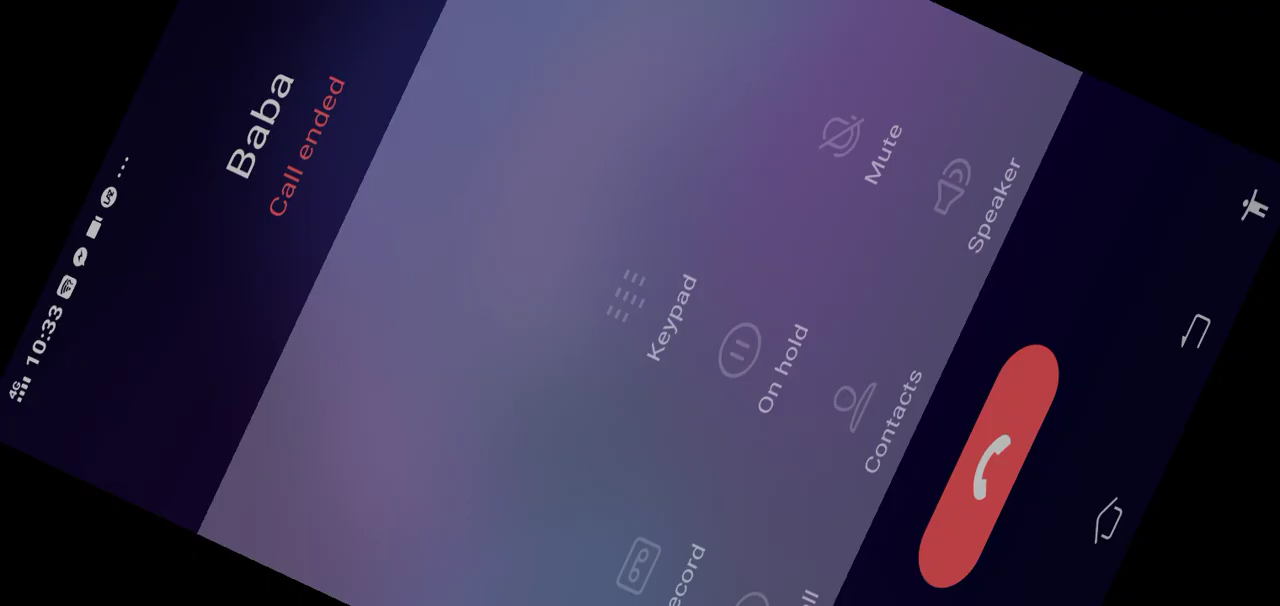 4G 10:33 ...
Baba
Call ended
Keypad
Mute
On hold
Speaker
Contacts